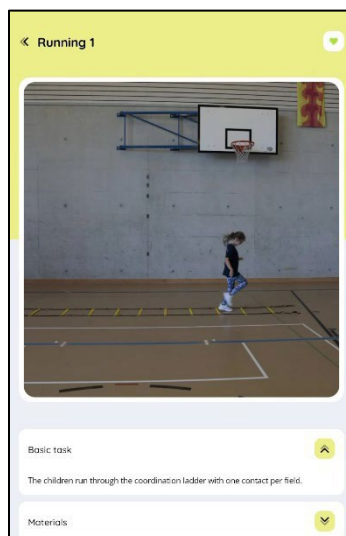 Running 1
Basic task
The children run through the coordination ladder with one contact per field.
Materials